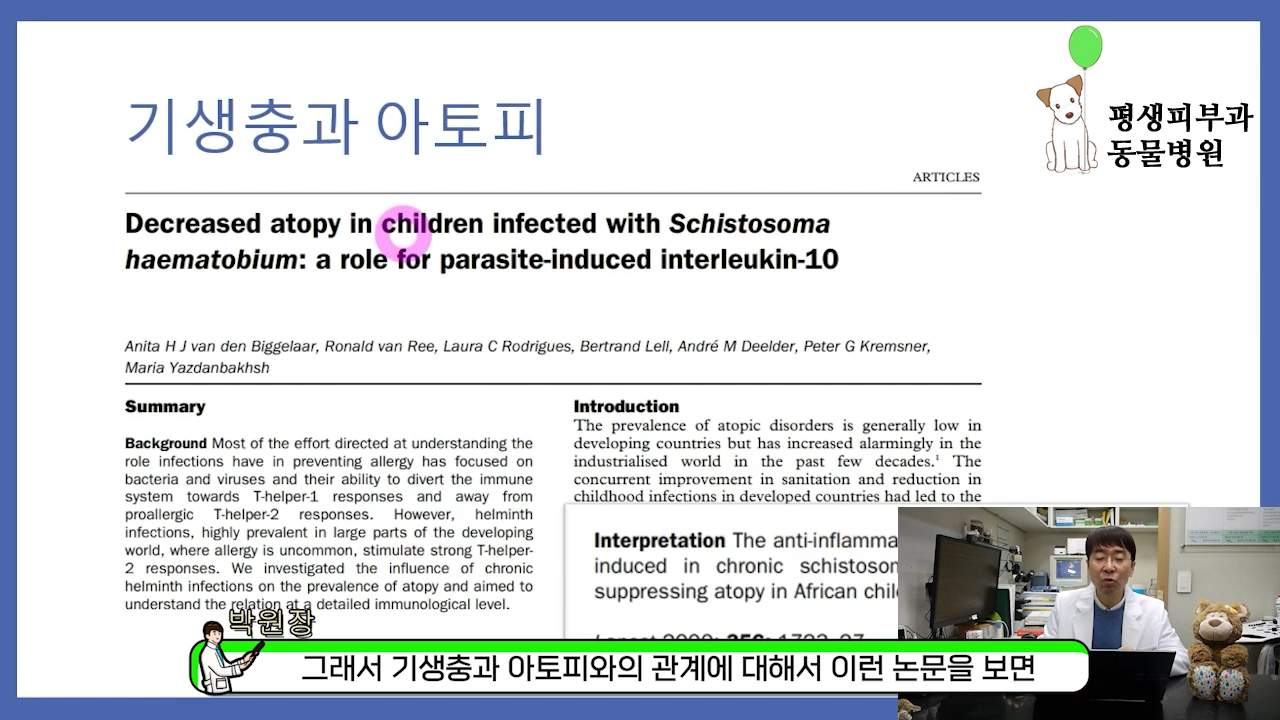 기생충과 아토피
평생피부과
동물병원
ARTICLES
Decreased atopy in children infected with Schistosoma
haematobium: a role for parasite-induced interleukin-10
Anita H J van den Biggelaar, Ronald van Ree, Laura C Rodrigues, Bertrand Lell, André M Deelder, Peter G Kremsner,
Maria Yazdanbakhsh
Summary
Background Most of the effort directed at understanding the
role infections have in preventing allergy has focused on
bacteria and viruses and their ability to divert the immune
system towards T-helper-1 responses and away from
proallergic T-helper-2 responses. However, helminth
infections, highly prevalent in large parts of the developing
world, where allergy is uncommon, stimulate strong T-helper-
2 responses. We investigated the influence of chronic
helminth infections on the prevalence of atopy and aimed to
understand the relation at a detailed immunological level.
Introduction
The prevalence of atopic disorders is generally low in
developing countries but has increased alarmingly in the
industrialised world in the past few decades.¹ The
concurrent improvement in sanitation and reduction in
childhood infections in developed countries had led to the
Interpretation The anti-inflamma
induced in chronic schistoson
suppressing atopy in African chil
박원장
그래서 기생충과 아토피와의 관계에 대해서 이런 논문을 보면